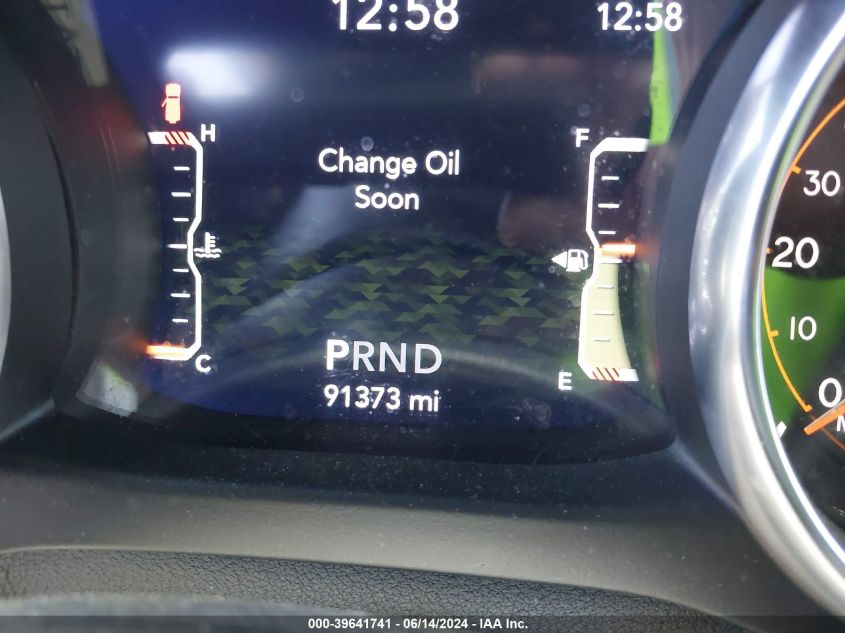 12:58 12:58
H F
Change Oil
Soon
30
20
10
0
C E
PRND
91373 mi
000-39641741 / 06/14/2024 - © IAA, Inc.